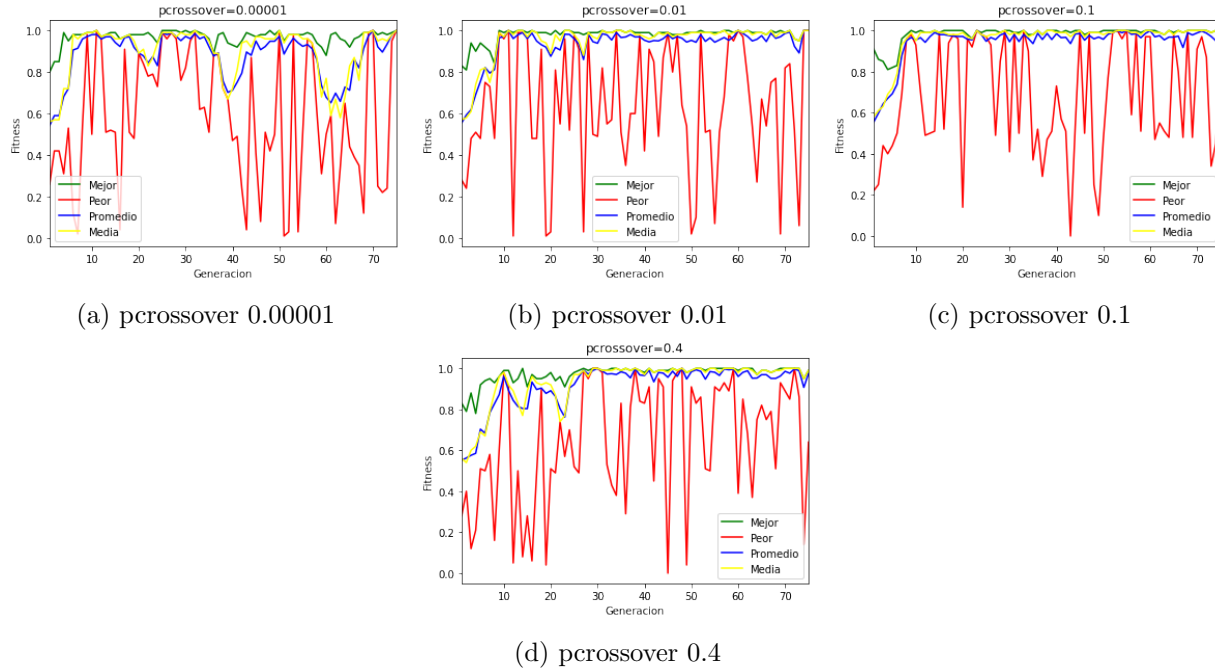 pcrossover=0.00001
Fitness
1.0
0.8
0.6
0.4
0.2
0.0
Mejor
Peor
Promedio
Media
10 20 30 40 50 60 70
Generacion
(a) pcrossover 0.00001
pcrossover=0.01
Fitness
1.0
0.8
0.6
0.4
0.2
0.0
Mejor
Peor
Promedio
Media
10 20 30 40 50 60 70
Generacion
(b) pcrossover 0.01
pcrossover=0.1
Fitness
1.0
0.8
0.6
0.4
0.2
0.0
Mejor
Peor
Promedio
Media
10 20 30 40 50 60 70
Generacion
(c) pcrossover 0.1
pcrossover=0.4
Fitness
1.0
0.8
0.6
0.4
0.2
0.0
Mejor
Peor
Promedio
Media
10 20 30 40 50 60 70
Generacion
(d) pcrossover 0.4